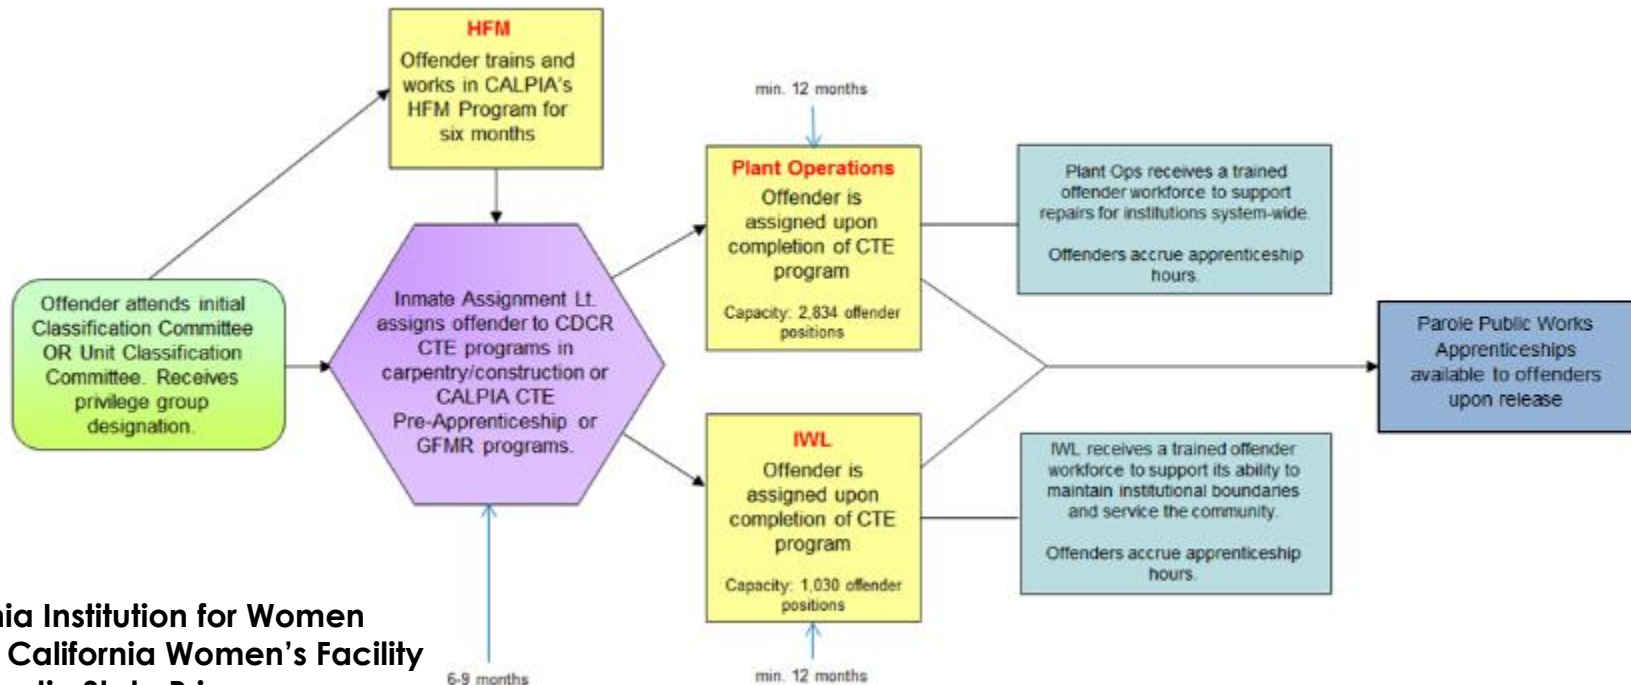 HFM
Offender trains and
works in CALPIA's
HFM Program for
six months
Offender attends initial
Classification Committee
OR Unit Classification
Committee. Receives
privilege group
designation.
Inmate Assignment Lt.
assigns offender to CDCR
CTE programs in
carpentry/construction or
CALPIA CTE
Pre-Apprenticeship or
GFMR programs.
6-9 months
min. 12 months
Plant Operations
Offender is
assigned upon
completion of CTE
program
Capacity: 2,834 offender
positions
IWL
Offender is
assigned upon
completion of CTE
program
Capacity: 1,030 offender
positions
min. 12 months
Plant Ops receives a trained
offender workforce to support
repairs for institutions system-wide.
Offenders accrue apprenticeship
hours.
IWL receives a trained offender
workforce to support its ability to
maintain institutional boundaries
and service the community.
Offenders accrue apprenticeship
hours.
Parole Public Works
Apprenticeships
available to offenders
upon release
nia Institution for Women
California Women's Facility